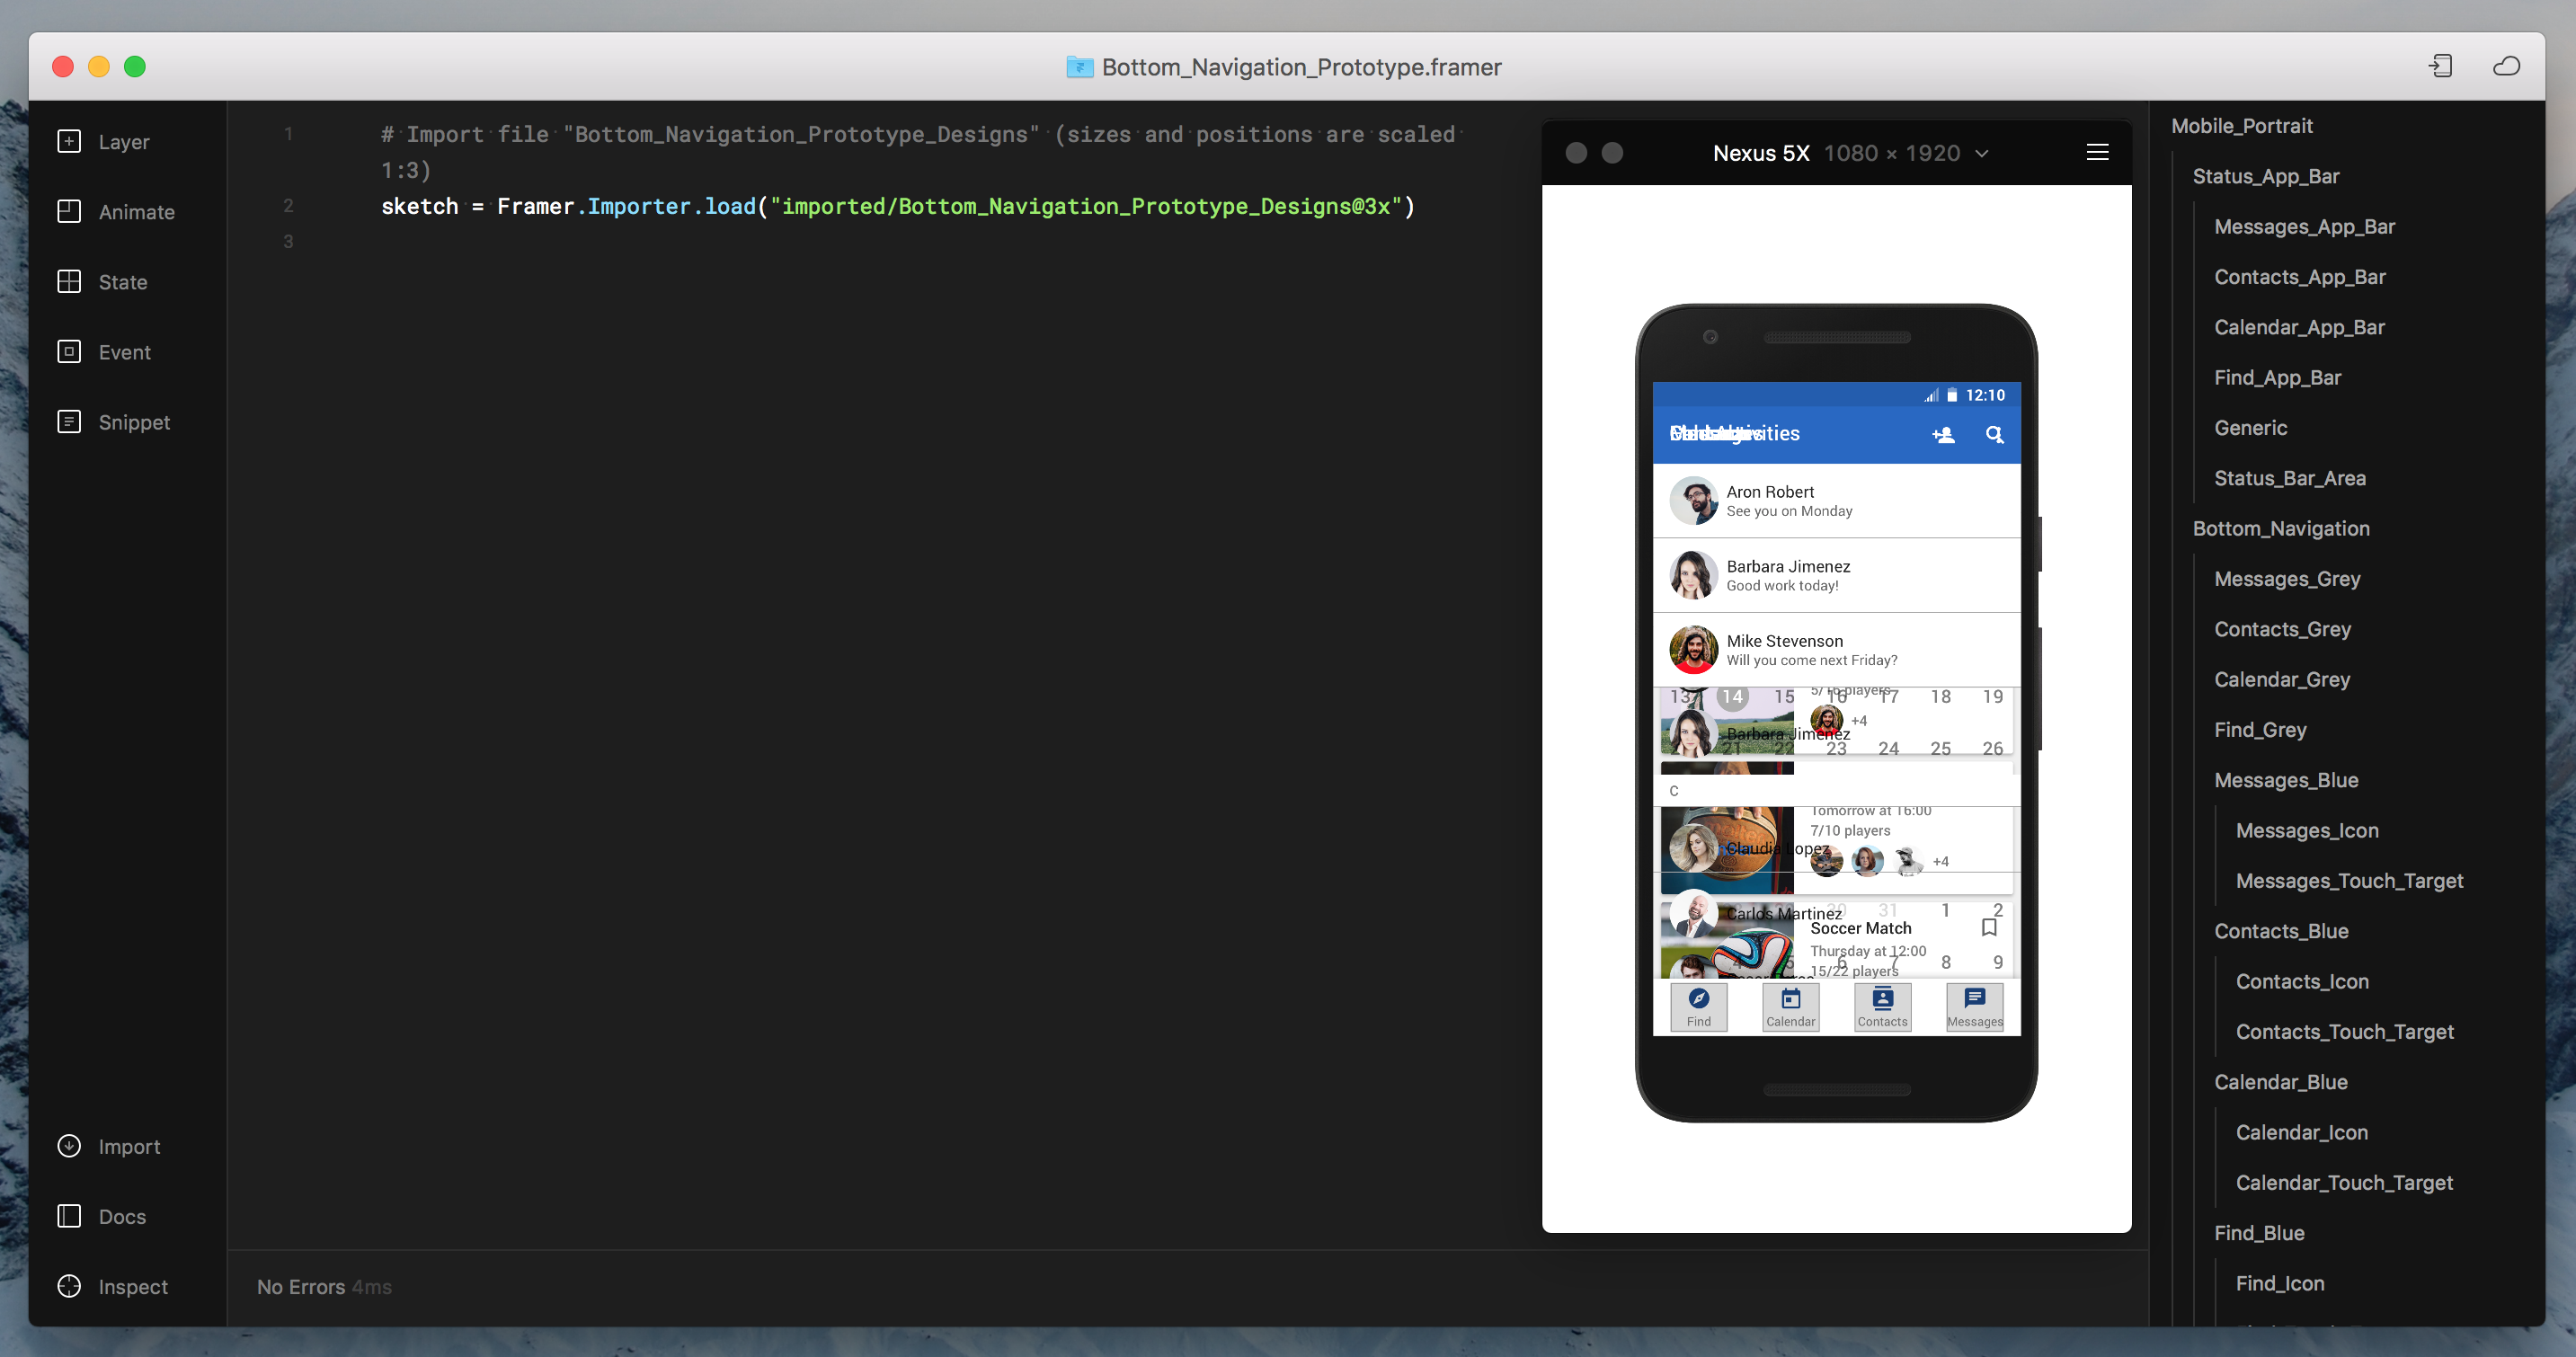 Bottom_Navigation_Prototype.framer
Layer
Animate
State
Event
Snippet
Import
Docs
Inspect
1 # Import file "Bottom_Navigation_Prototype_Designs" (sizes and positions are scaled
1:3)
2 sketch = Framer.Importer.load("imported/Bottom_Navigation_Prototype_Designs@3x")
3
No Errors 4ms
Nexus 5X 1080 × 1920
12:10
Aron Robert
See you on Monday
Barbara Jimenez
Good work today!
Mike Stevenson
Will you come next Friday?
5/16 players
13 14 15 16 17 18 19
+4
Barbara Jimenez
21 22 23 24 25 26
C
Tomorrow at 16:00
7/10 players
Claudia Lopez
+4
Carlos Martinez 30 31 1 2
Soccer Match
Thursday at 12:00
6 7 8 9
15/22 players
Find
Calendar
Contacts
Messages
Mobile_Portrait
Status_App_Bar
Messages_App_Bar
Contacts_App_Bar
Calendar_App_Bar
Find_App_Bar
Generic
Status_Bar_Area
Bottom_Navigation
Messages_Grey
Contacts_Grey
Calendar_Grey
Find_Grey
Messages_Blue
Messages_Icon
Messages_Touch_Target
Contacts_Blue
Contacts_Icon
Contacts_Touch_Target
Calendar_Blue
Calendar_Icon
Calendar_Touch_Target
Find_Blue
Find_Icon